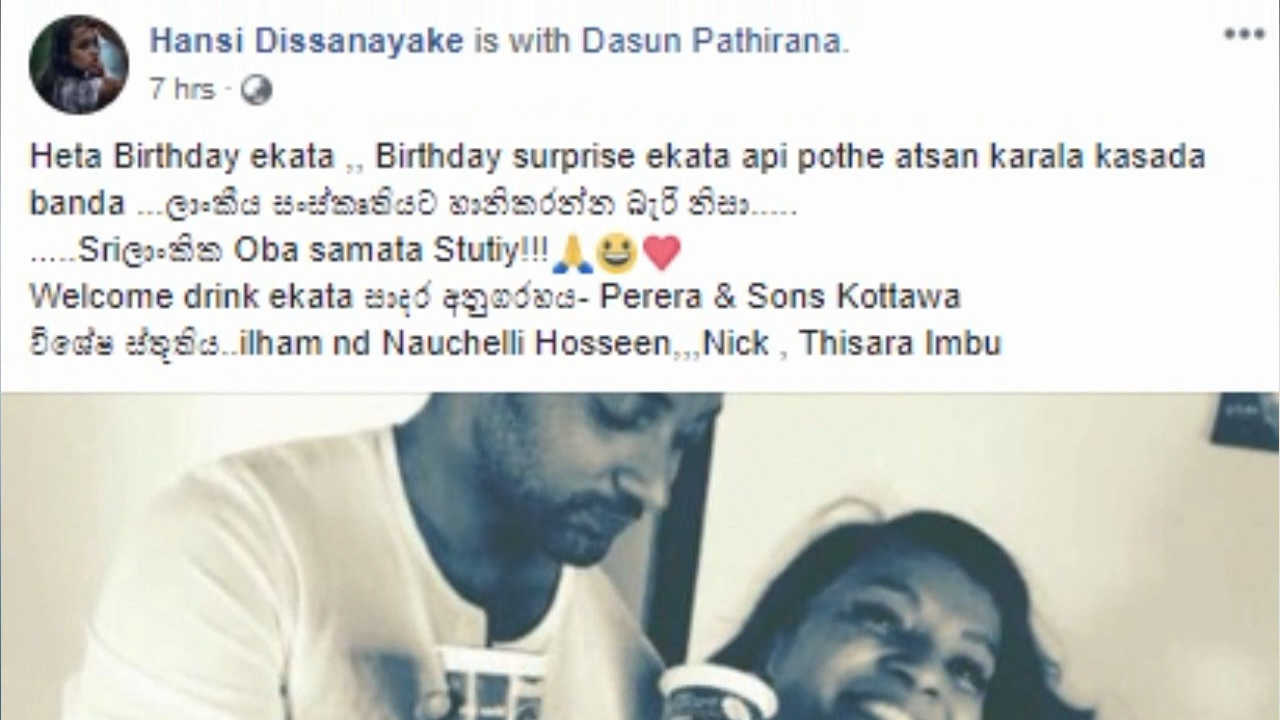 Hansi Dissanayake is with Dasun Pathirana.
7 hrs ·
Heta Birthday ekata ,, Birthday surprise ekata api pothe atsan karala kasada
banda ...ලාංකීය සංස්කෘතියට හානිකරන්න බැරි නිසා.....
.....Sriලාංකික Oba samata Stutiy!!!🙏😀❤️
Welcome drink ekata සාදර අනුගරහය- Perera & Sons Kottawa
විශේෂ ස්තූතිය..ilham nd Nauchelli Hosseen,,,Nick , Thisara Imbu